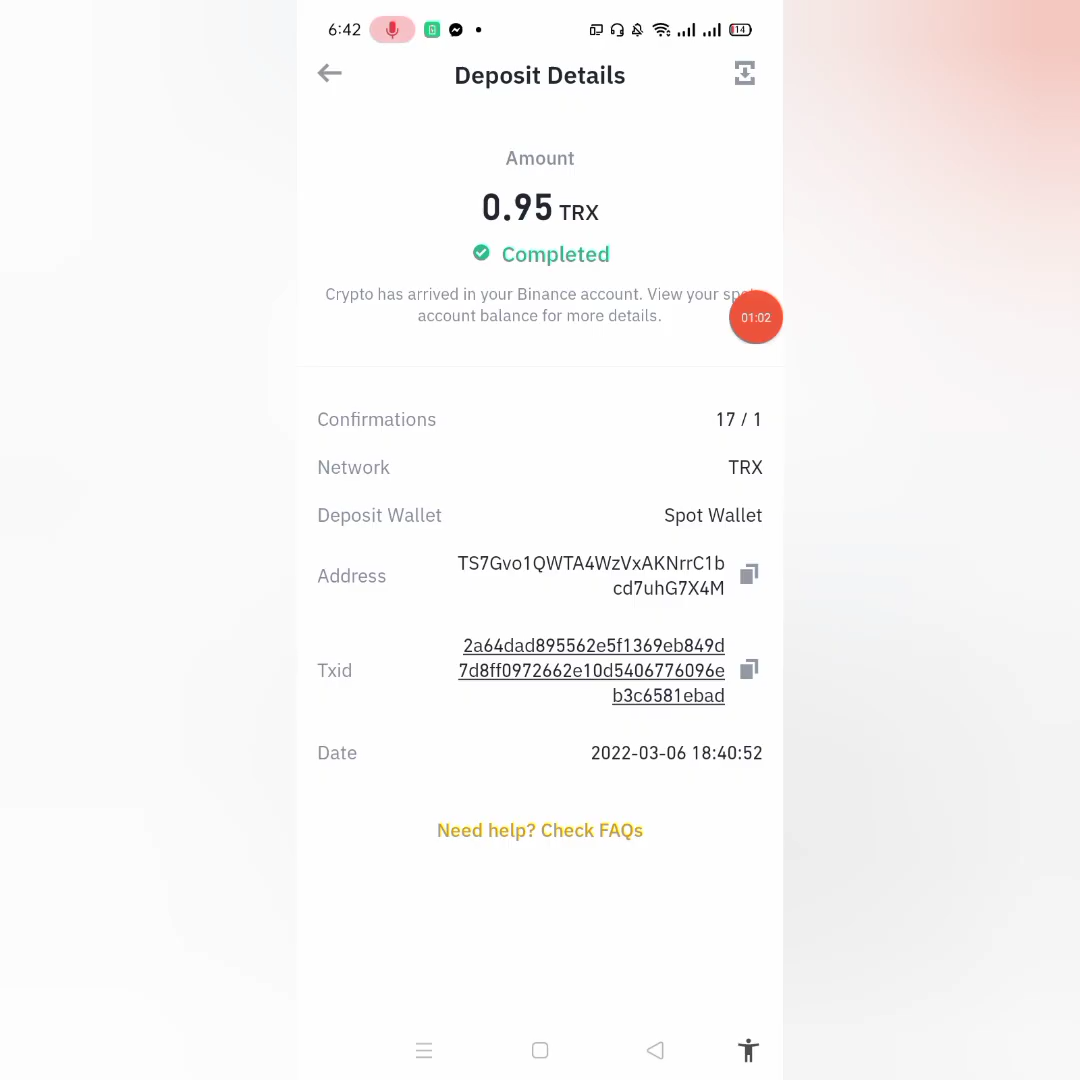 6:42
14
Deposit Details
Amount
0.95 TRX
Completed
Crypto has arrived in your Binance account. View your spot
account balance for more details.
01:02
Confirmations 17 / 1
Network TRX
Deposit Wallet Spot Wallet
Address TS7Gvo1QWTA4WzVxAKNrrC1b
cd7uhG7X4M
Txid 2a64dad895562e5f1369eb849d
7d8ff0972662e10d5406776096e
b3c6581ebad
Date 2022-03-06 18:40:52
Need help? Check FAQs